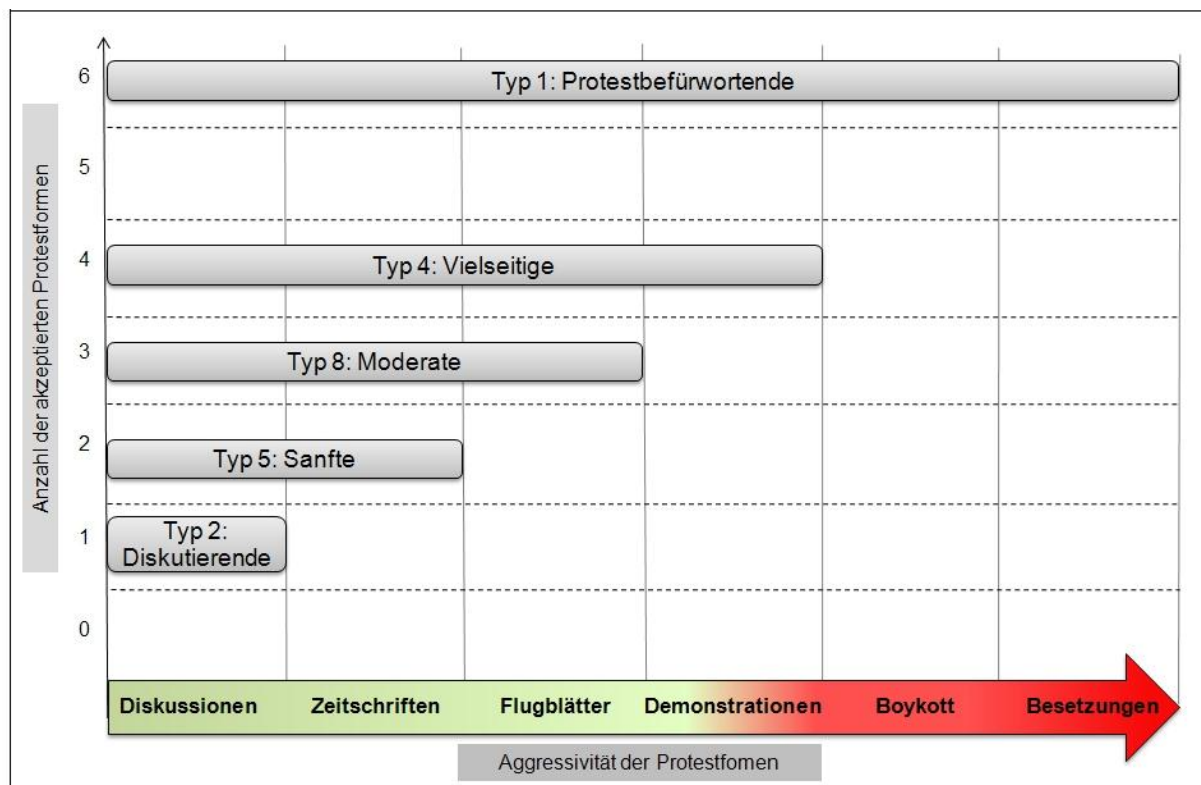 Anzahl der akzeptierten Protestformen
6
Typ 1: Protestbefürwortende
5
4
Typ 4: Vielseitige
3
Typ 8: Moderate
2
Typ 5: Sanfte
1
Typ 2:
Diskutierende
0
Diskussionen Zeitschriften Flugblätter Demonstrationen Boykott Besetzungen
Aggressivität der Protestfomen